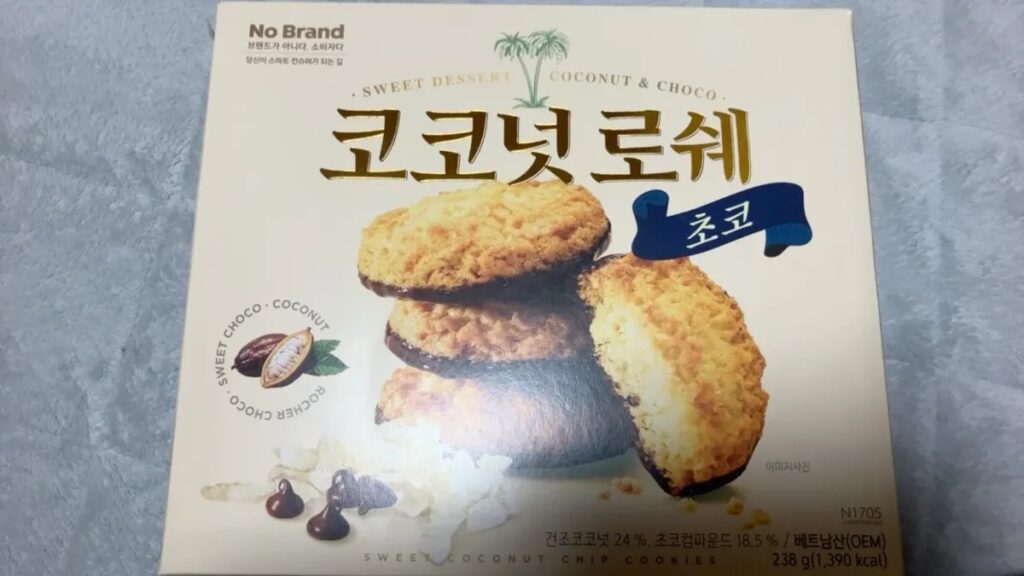 No Brand
브랜드가 아니다. 소비자다
당신이 스마트 컨슈머가 되는 길
· SWEET DESSERT COCONUT & CHOCO ·
코코넛 로쉐
초코
SWEET CHOCO · COCONUT
ROCHER CHOCO ·
이미지사진
N1705
건조코코넛 24 %, 초코컴파운드 18.5 % / 베트남산(OEM)
238 g(1,390 kcal)
SWEET COCONUT CHIP COOKIES